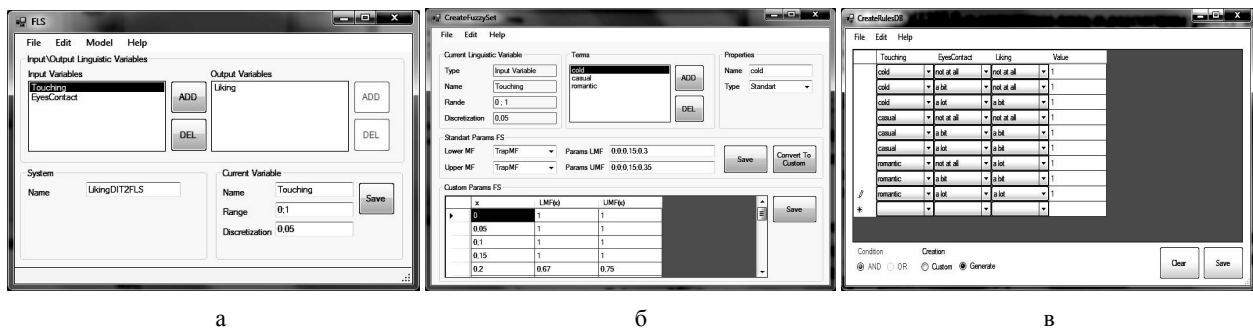 FLS
File Edit Model Help
Input\Output Linguistic Variables
Input Variables
Touching
EyesContact
ADD
DEL
Output Variables
Liking
ADD
DEL
System
Name LikingDIT2FLS
Current Variable
Name Touching
Range 0;1
Discretization 0,05
Save
а
CreateFuzzySet
File Edit Help
Current Linguistic Variable
Type Input Variable
Name Touching
Rande 0 ; 1
Discretization 0,05
Terms
cold
casual
romantic
ADD
DEL
Properties
Name cold
Type Standart
Standart Params FS
Lower MF TrapMF Params LMF 0;0;0,15;0,3
Upper MF TrapMF Params UMF 0;0;0,15;0,35
Save
Convert To
Custom
Custom Params FS
x LMF(x) UMF(x)
0 1 1
0.05 1 1
0.1 1 1
0.15 1 1
0.2 0.67 0.75
Save
б
CreateRulesDB
File Edit Help
Touching EyesContact Liking Value
cold not at all not at all 1
cold a bit not at all 1
cold a lot a bit 1
casual not at all not at all 1
casual a bit a bit 1
casual a lot a bit 1
romantic not at all a lot 1
romantic a bit a lot 1
romantic a lot a lot 1
Condition
AND OR
Creation
Custom Generate
Clear
Save
в